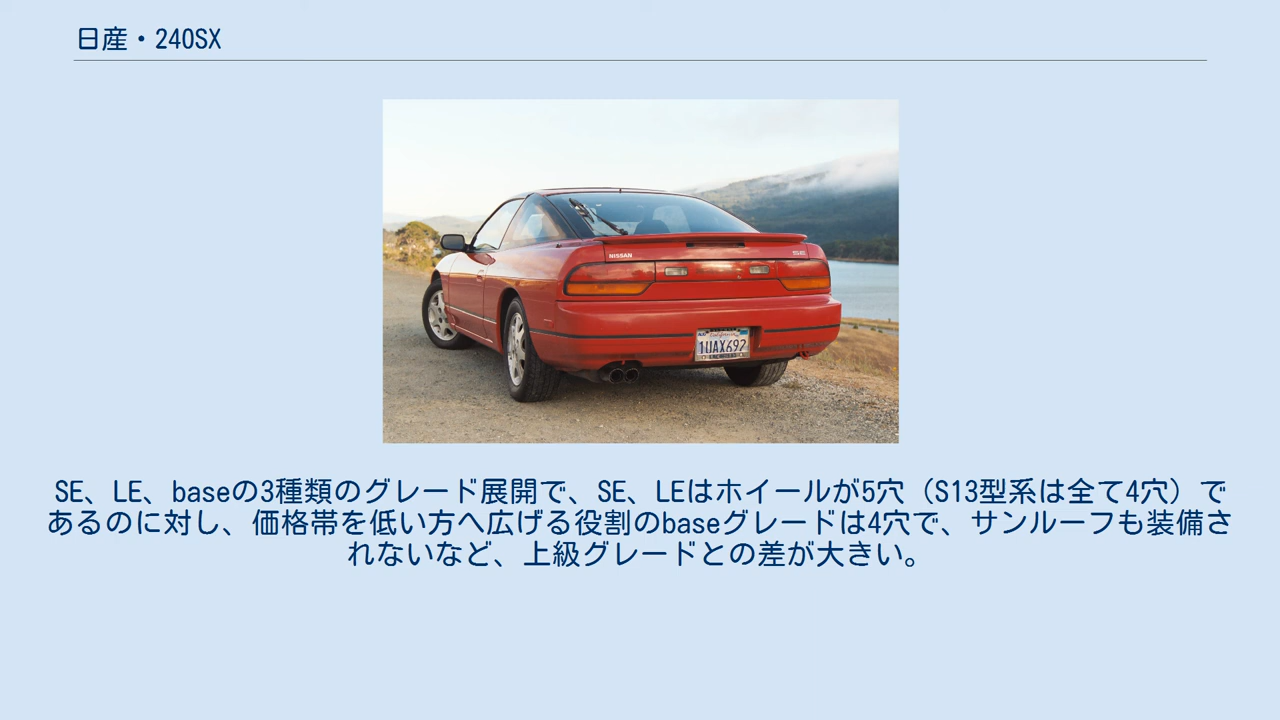 日産・240SX
NISSAN
SE
California
1UAX697
SE、LE、baseの3種類のグレード展開で、SE、LEはホイールが5穴（S13型系は全て4穴）で
あるのに対し、価格帯を低い方へ広げる役割のbaseグレードは4穴で、サンルーフも装備さ
れないなど、上級グレードとの差が大きい。